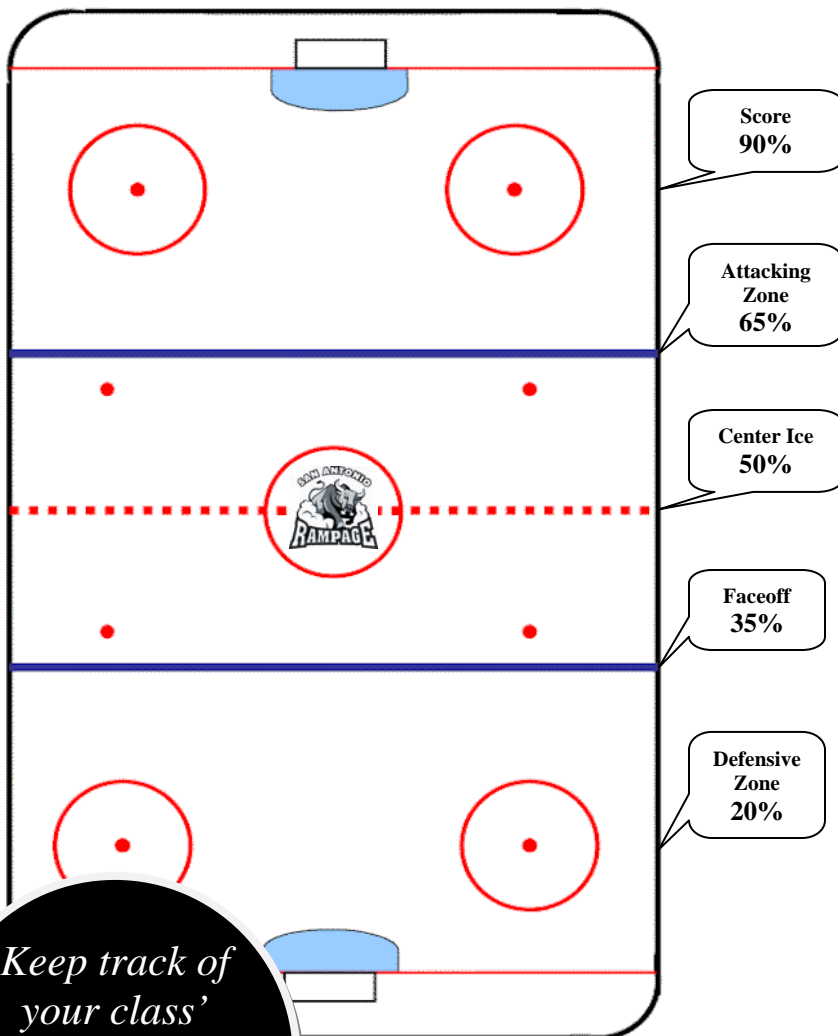 Score
90%
Attacking
Zone
65%
Center Ice
50%
SAN ANTONIO
RAMPAGE
Faceoff
35%
Defensive
Zone
20%
Keep track of
your class’